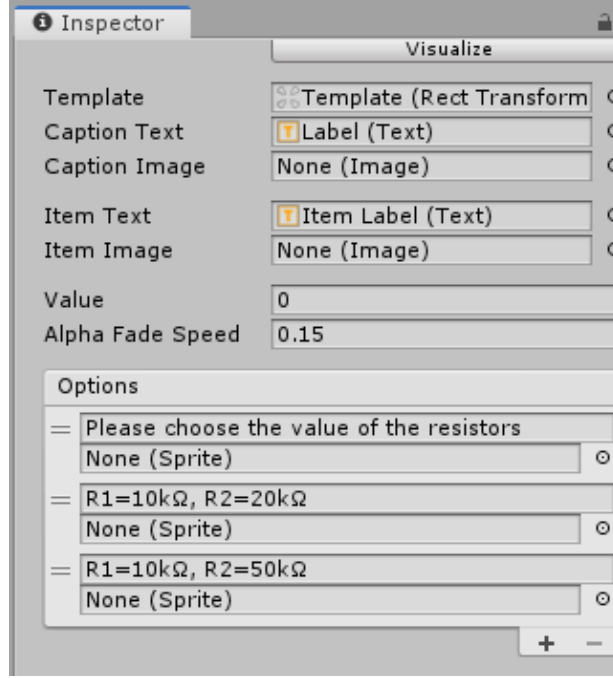 Inspector
Visualize
Template Template (Rect Transform
Caption Text Label (Text)
Caption Image None (Image)
Item Text Item Label (Text)
Item Image None (Image)
Value 0
Alpha Fade Speed 0.15
Options
Please choose the value of the resistors
None (Sprite)
R1=10kΩ, R2=20kΩ
None (Sprite)
R1=10kΩ, R2=50kΩ
None (Sprite)